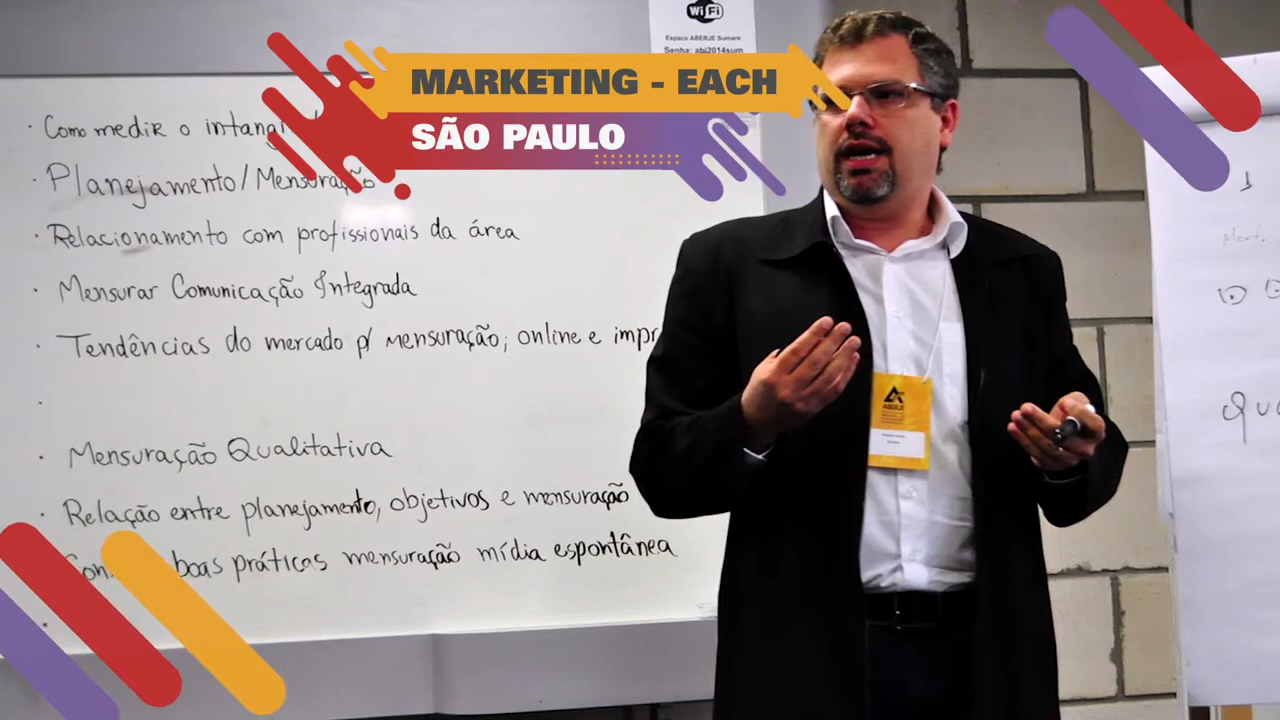 WiFi
Espaço ABERJE Sumaré
Senha: abj2014sum
MARKETING - EACH
SÃO PAULO
· Como medir o
· Planejamento/Mensuração
· Relacionamento com profissionais da área
· Mensurar Comunicação Integrada
· Tendências do mercado p/ mensuração; online e impr
·
· Mensuração Qualitativa
· Relação entre planejamento, objetivos e mensuração
boas práticas mensuração mídia espontânea
ABERJE
1